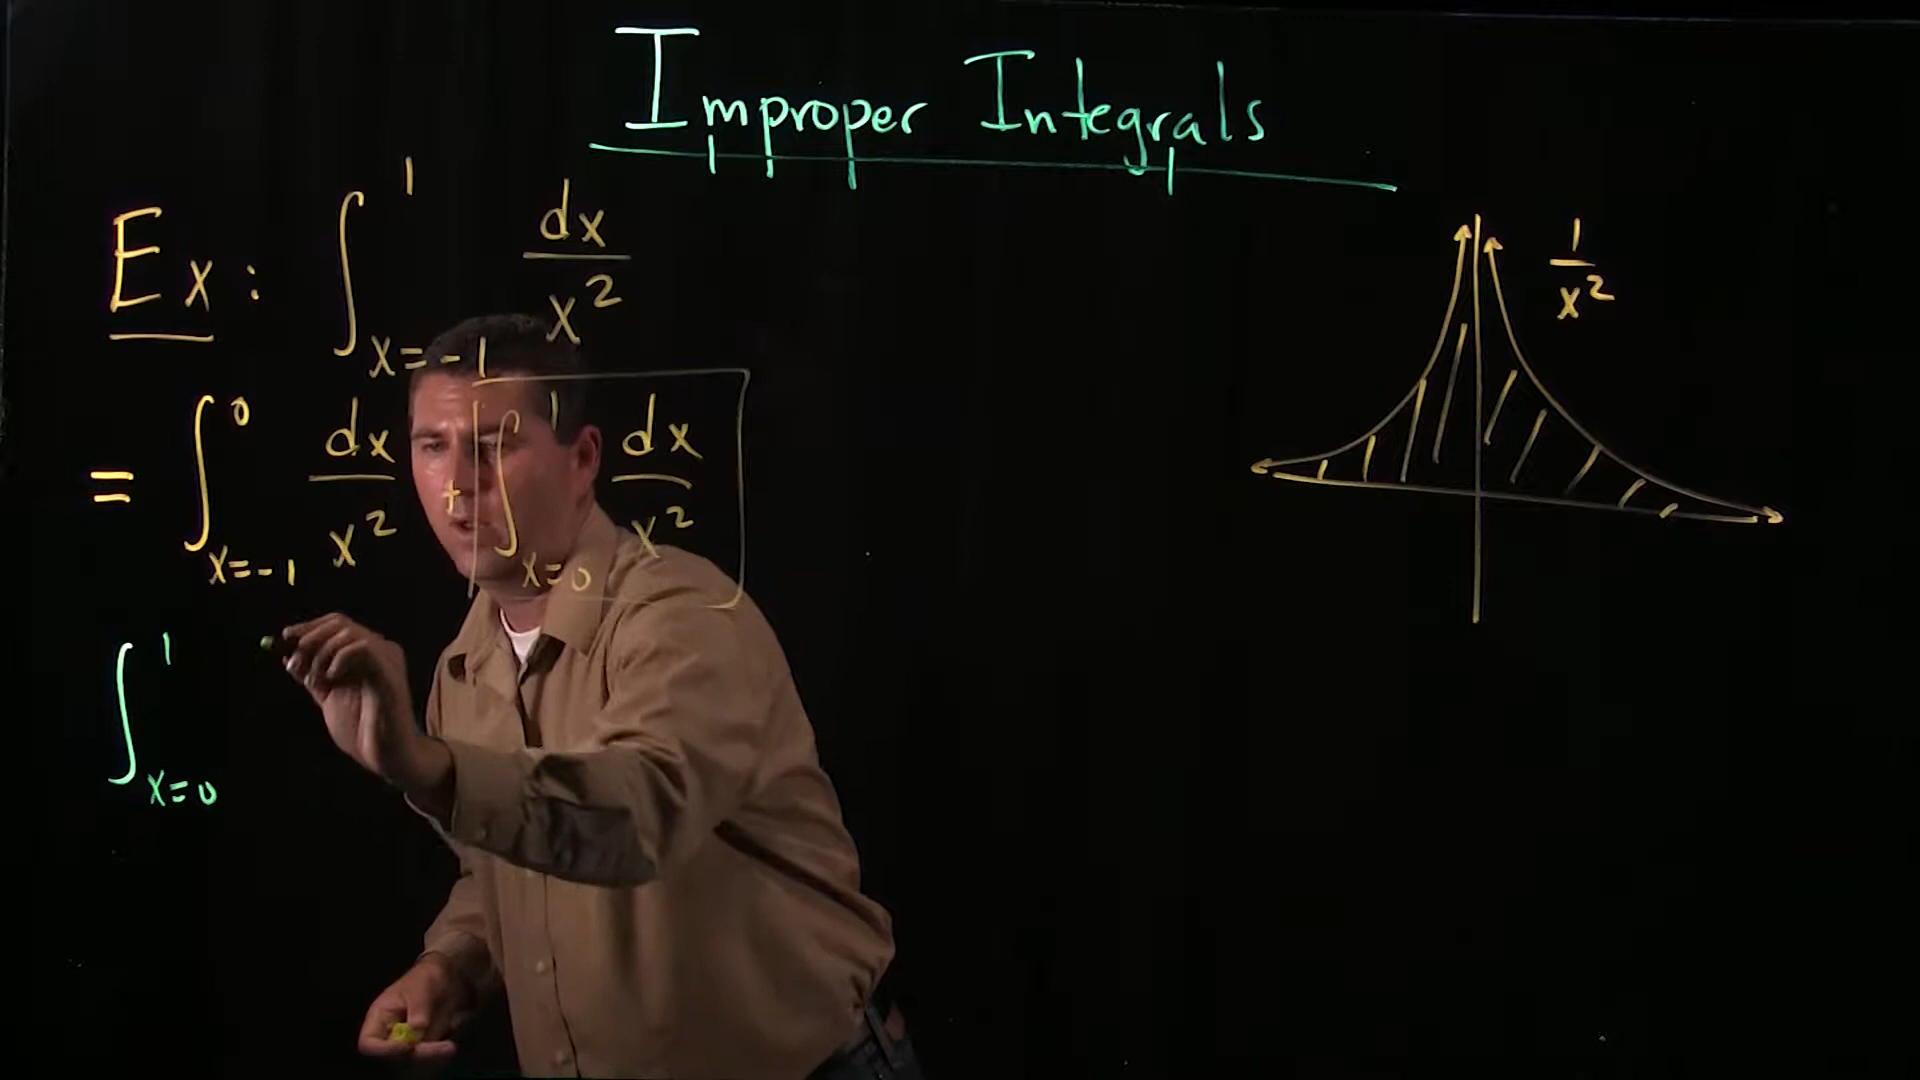 Improper Integrals
Ex: ∫_{x=-1}^{1} dx/x²
= ∫_{x=-1}^{0} dx/x² + ∫_{x=0}^{1} dx/x²
∫_{x=0}^{1}
1/x²